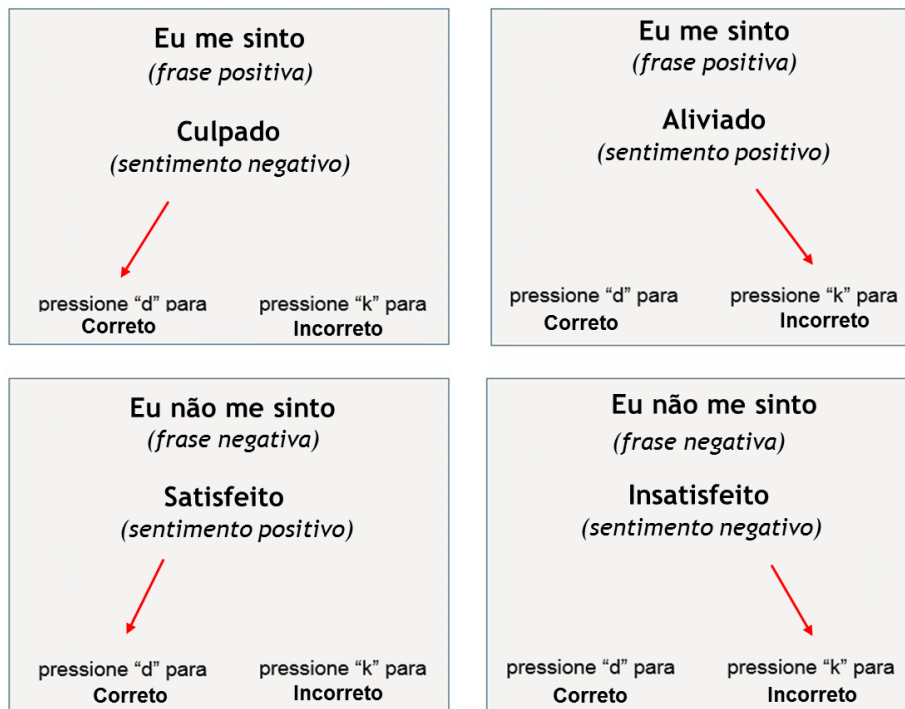 Eu me sinto
(frase positiva)
Culpado
(sentimento negativo)
pressione “d” para
Correto
pressione “k” para
Incorreto
Eu me sinto
(frase positiva)
Aliviado
(sentimento positivo)
pressione “d” para
Correto
pressione “k” para
Incorreto
Eu não me sinto
(frase negativa)
Satisfeito
(sentimento positivo)
pressione “d” para
Correto
pressione “k” para
Incorreto
Eu não me sinto
(frase negativa)
Insatisfeito
(sentimento negativo)
pressione “d” para
Correto
pressione “k” para
Incorreto